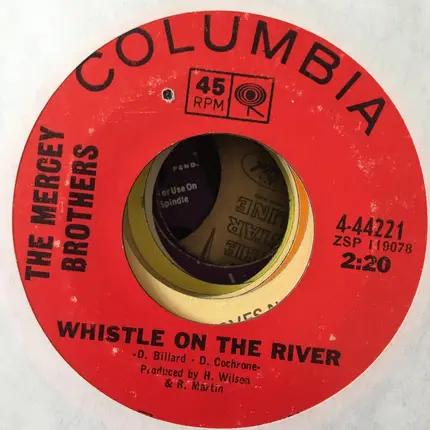 COLUMBIA
45
RPM
THE MERCEY
BROTHERS
4-44221
ZSP 119078
2:20
WHISTLE ON THE RIVER
-D. Billard - D. Cochrone-
Produced by H. Wilson
& R. Martin
For Use On
Spindle